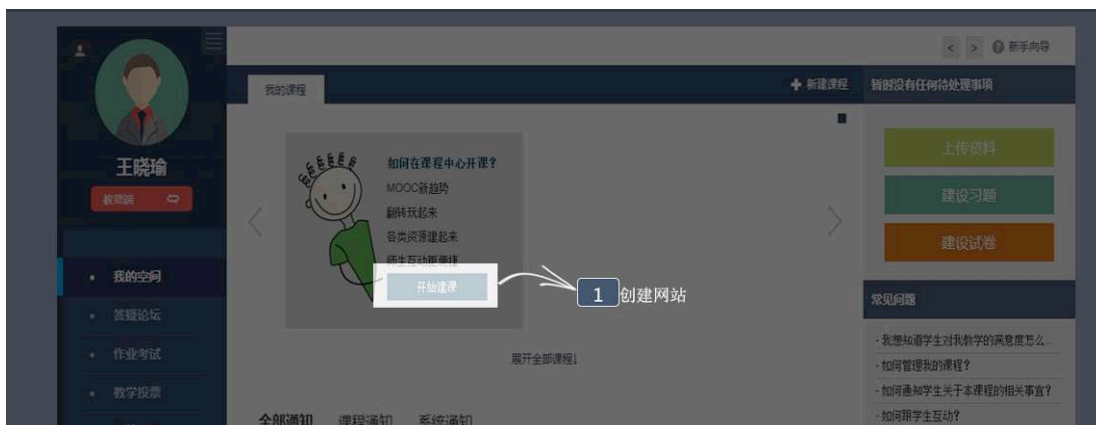 新手向导
我的课程
新建课程
暂时没有任何待处理事项
王晓瑜
教师端
如何在课程中心开课?
MOOC新趋势
翻转玩起来
各类资源建起来
师生互动更便捷
开始建课
1 创建网站
上传资料
建设习题
建设试卷
我的空间
答疑论坛
作业考试
教学投票
展开全部课程↓
全部通知 课程通知 系统通知
常见问题
- 我想知道学生对我教学的满意度怎么...
- 如何管理我的课程?
- 如何通知学生关于本课程的相关事宜?
- 如何跟学生互动?